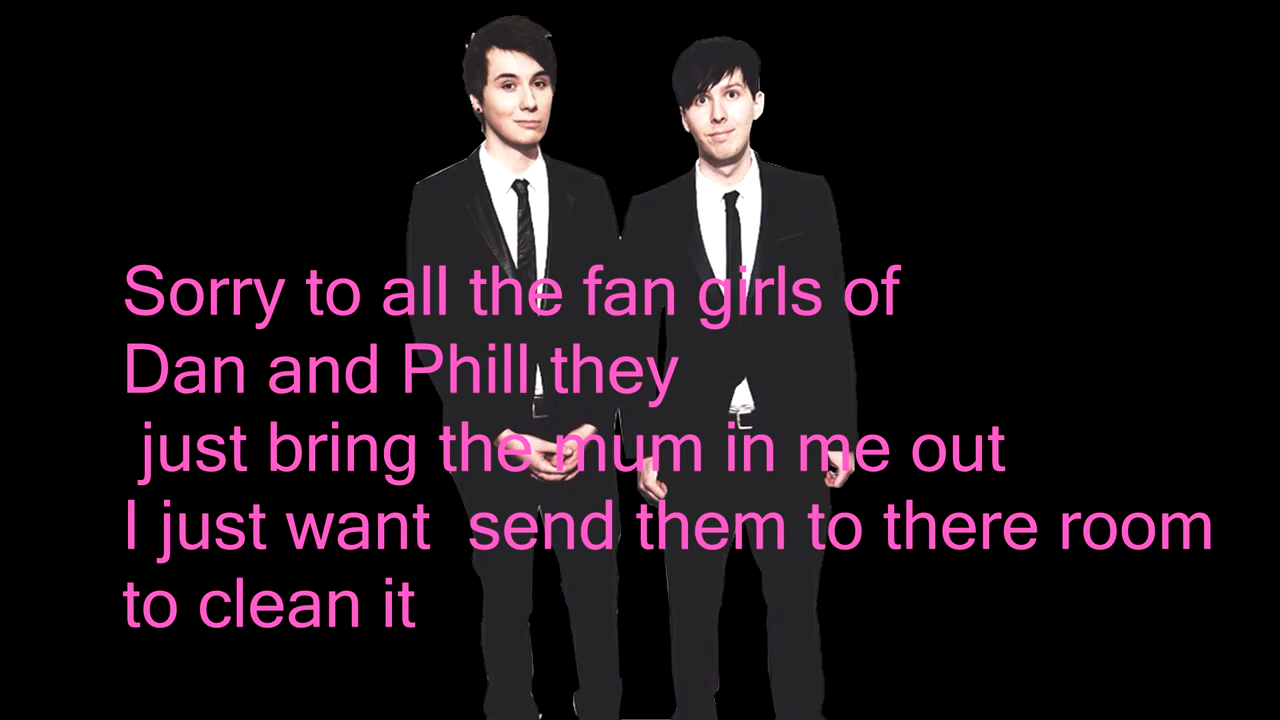 Sorry to all the fan girls of
Dan and Phill they
just bring the mum in me out
I just want  send them to there room
to clean it